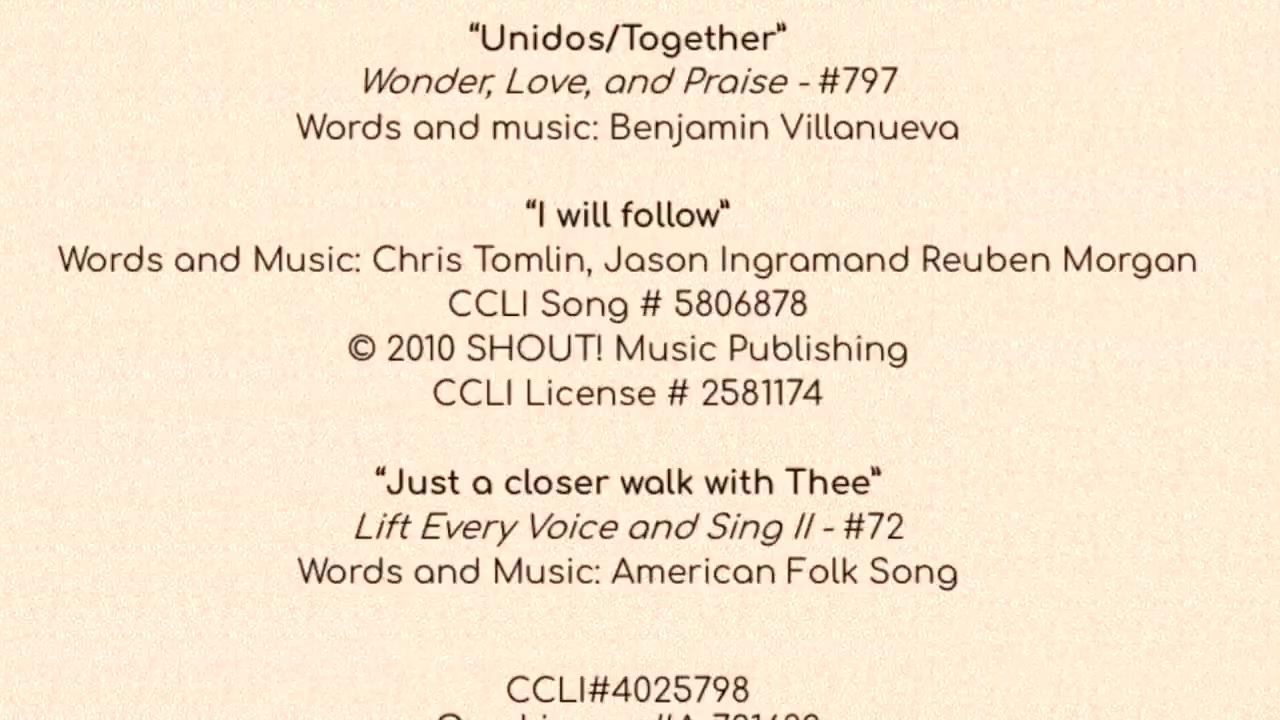 “Unidos/Together”
Wonder, Love, and Praise - #797
Words and music: Benjamin Villanueva
“I will follow”
Words and Music: Chris Tomlin, Jason Ingramand Reuben Morgan
CCLI Song # 5806878
© 2010 SHOUT! Music Publishing
CCLI License # 2581174
“Just a closer walk with Thee”
Lift Every Voice and Sing II - #72
Words and Music: American Folk Song
CCLI#4025798